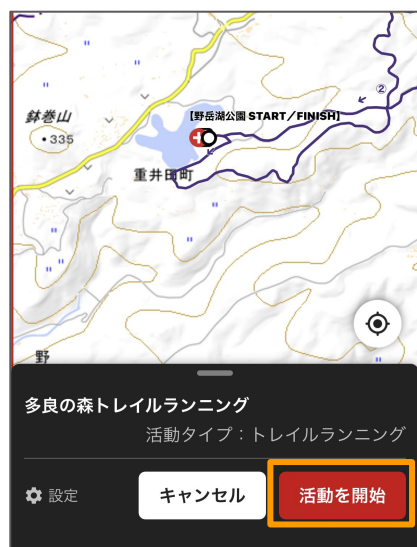 ②
【野岳湖公園 START／FINISH】
鉢巻山
•335
重井田町
野
多良の森トレイルランニング
活動タイプ：トレイルランニング
設定
キャンセル
活動を開始